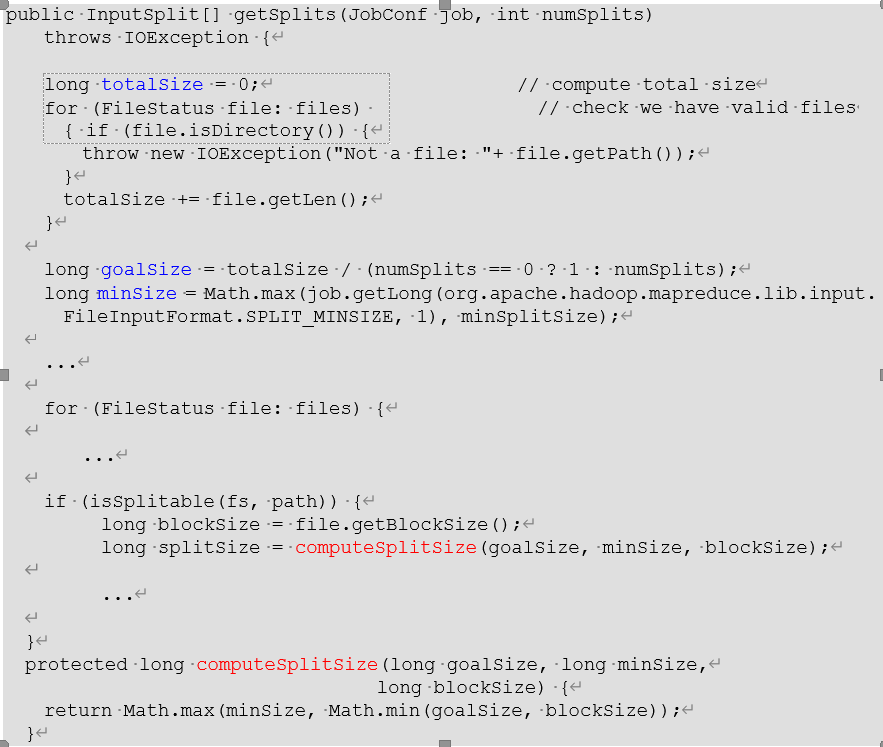 public InputSplit[] getSplits(JobConf job, int numSplits)
throws IOException {
long totalSize = 0; // compute total size
for (FileStatus file: files) // check we have valid files
{ if (file.isDirectory()) {
throw new IOException("Not a file: "+ file.getPath());
}
totalSize += file.getLen();
}
long goalSize = totalSize / (numSplits == 0 ? 1 : numSplits);
long minSize = Math.max(job.getLong(org.apache.hadoop.mapreduce.lib.input.
FileInputFormat.SPLIT_MINSIZE, 1), minSplitSize);
...
for (FileStatus file: files) {
...
if (isSplitable(fs, path)) {
long blockSize = file.getBlockSize();
long splitSize = computeSplitSize(goalSize, minSize, blockSize);
...
}
protected long computeSplitSize(long goalSize, long minSize,
long blockSize) {
return Math.max(minSize, Math.min(goalSize, blockSize));
}